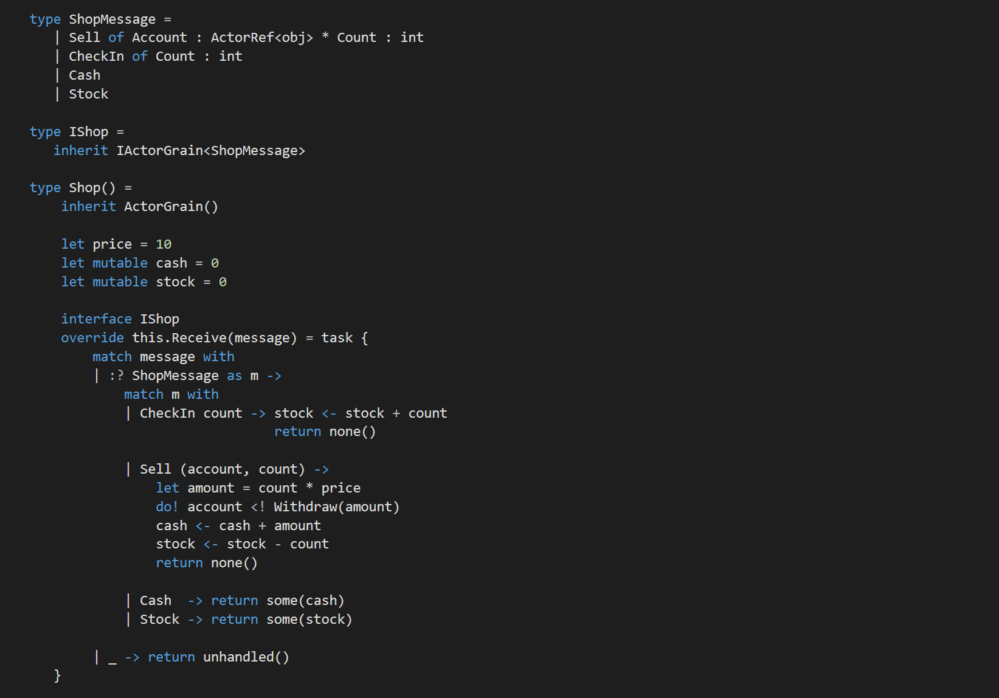 type ShopMessage =
    | Sell of Account : ActorRef<obj> * Count : int
    | CheckIn of Count : int
    | Cash
    | Stock

type IShop =
   inherit IActorGrain<ShopMessage>

type Shop() =
    inherit ActorGrain()

    let price = 10
    let mutable cash = 0
    let mutable stock = 0

    interface IShop
    override this.Receive(message) = task {
        match message with
        | :? ShopMessage as m ->
            match m with
            | CheckIn count -> stock <- stock + count
                               return none()

            | Sell (account, count) ->
                let amount = count * price
                do! account <! Withdraw(amount)
                cash <- cash + amount
                stock <- stock - count
                return none()

            | Cash  -> return some(cash)
            | Stock -> return some(stock)

        | _ -> return unhandled()
   }